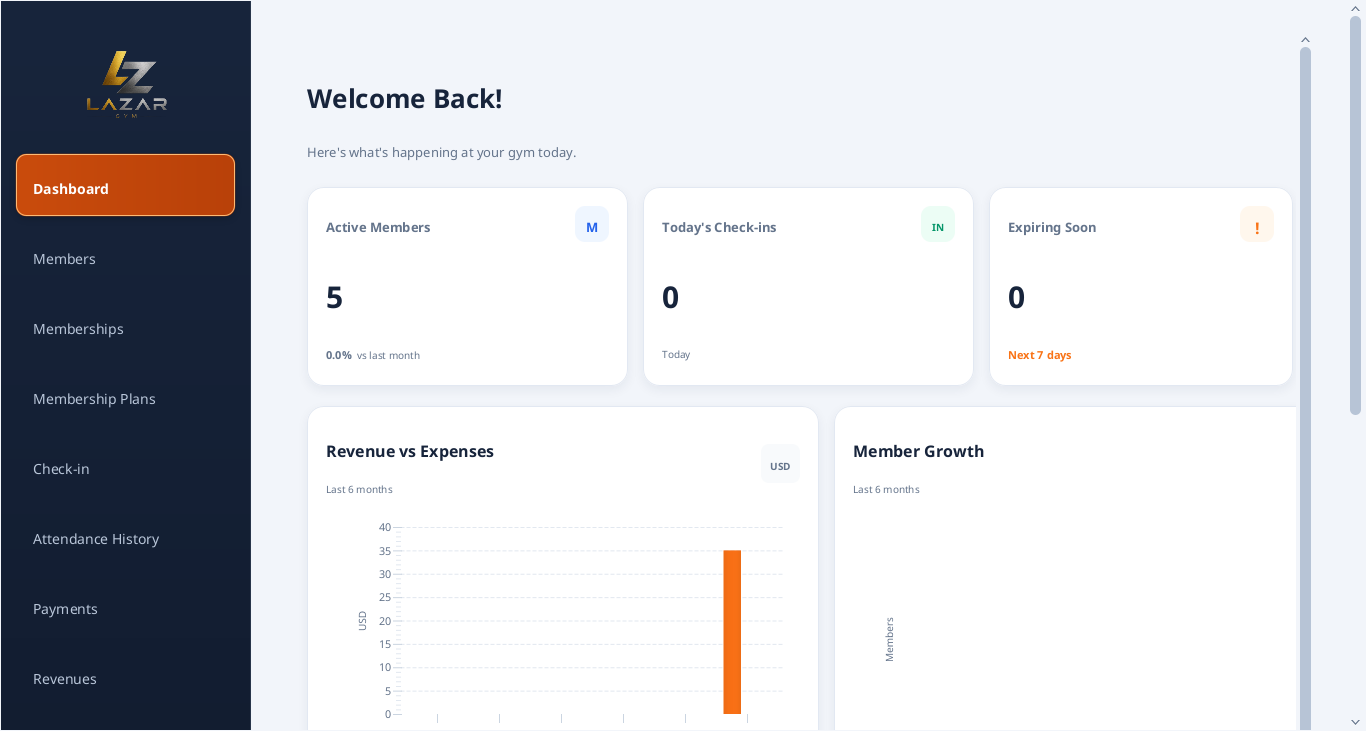 LAZAR
GYM
Dashboard
Members
Memberships
Membership Plans
Check-in
Attendance History
Payments
Revenues
Welcome Back!
Here's what's happening at your gym today.
Active Members
M
5
0.0% vs last month
Today's Check-ins
IN
0
Today
Expiring Soon
!
0
Next 7 days
Revenue vs Expenses
USD
Last 6 months
40
35
30
25
20
15
10
5
0
USD
Member Growth
Last 6 months
Members